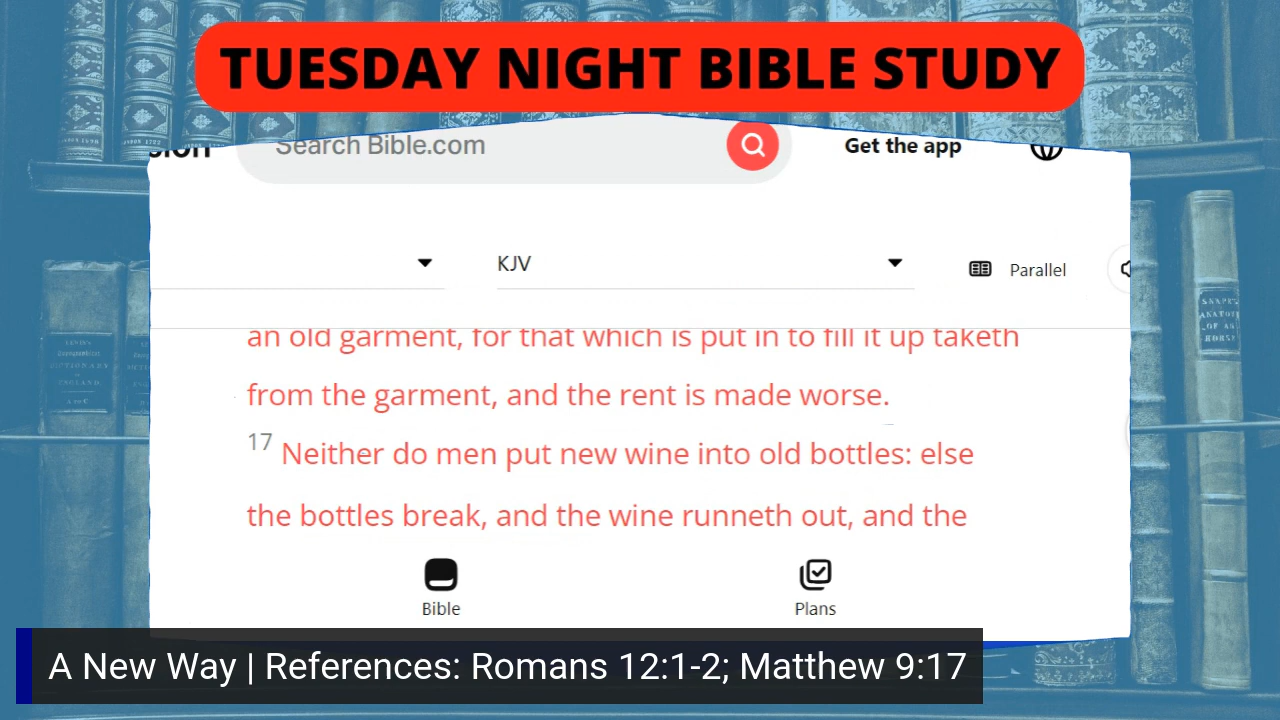 TUESDAY NIGHT BIBLE STUDY
Search Bible.com
Get the app
KJV
Parallel
an old garment, for that which is put in to fill it up taketh
from the garment, and the rent is made worse.
17 Neither do men put new wine into old bottles: else
the bottles break, and the wine runneth out, and the
Bible
Plans
A New Way | References: Romans 12:1-2; Matthew 9:17